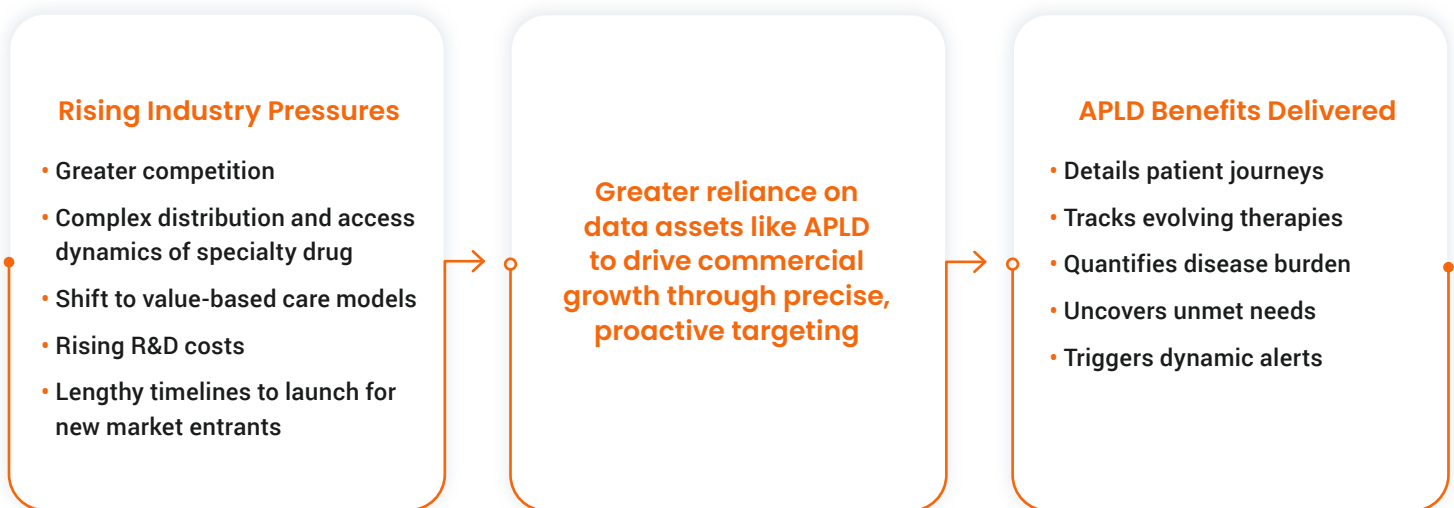 Rising Industry Pressures
• Greater competition
• Complex distribution and access
dynamics of specialty drug
• Shift to value-based care models
• Rising R&D costs
• Lengthy timelines to launch for
new market entrants
Greater reliance on
data assets like APLD
to drive commercial
growth through precise,
proactive targeting
APLD Benefits Delivered
• Details patient journeys
• Tracks evolving therapies
• Quantifies disease burden
• Uncovers unmet needs
• Triggers dynamic alerts